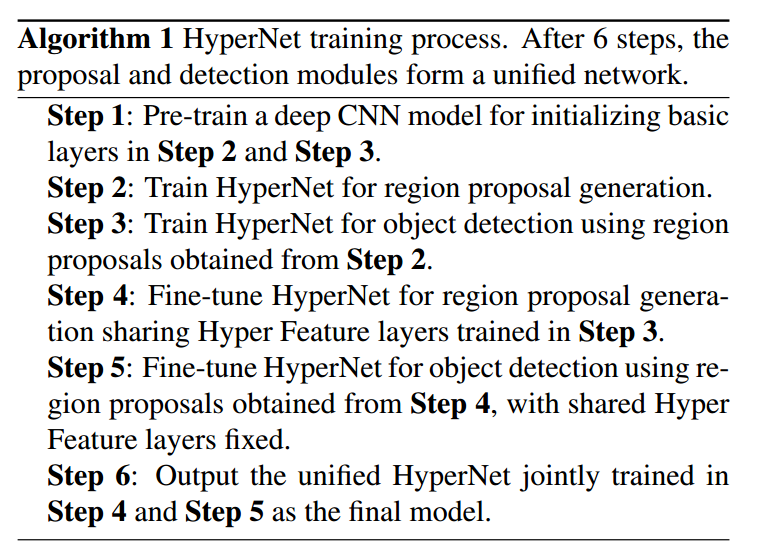 Algorithm 1 HyperNet training process. After 6 steps, the
proposal and detection modules form a unified network.
Step 1: Pre-train a deep CNN model for initializing basic
layers in Step 2 and Step 3.
Step 2: Train HyperNet for region proposal generation.
Step 3: Train HyperNet for object detection using region
proposals obtained from Step 2.
Step 4: Fine-tune HyperNet for region proposal genera-
tion sharing Hyper Feature layers trained in Step 3.
Step 5: Fine-tune HyperNet for object detection using re-
gion proposals obtained from Step 4, with shared Hyper
Feature layers fixed.
Step 6: Output the unified HyperNet jointly trained in
Step 4 and Step 5 as the final model.